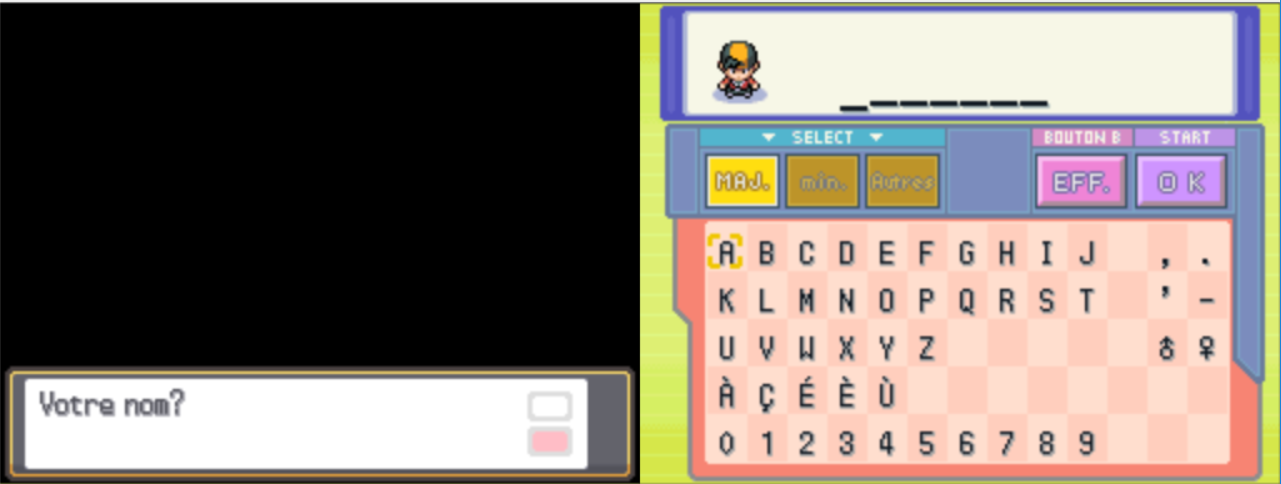 Votre nom?
SELECT
BOUTON B
START
MAJ.
min.
Autres
EFF.
OK
A B C D E F G H I J , .
K L M N O P Q R S T ’ -
U V W X Y Z ♂ ♀
À Ç É È Ù
0 1 2 3 4 5 6 7 8 9